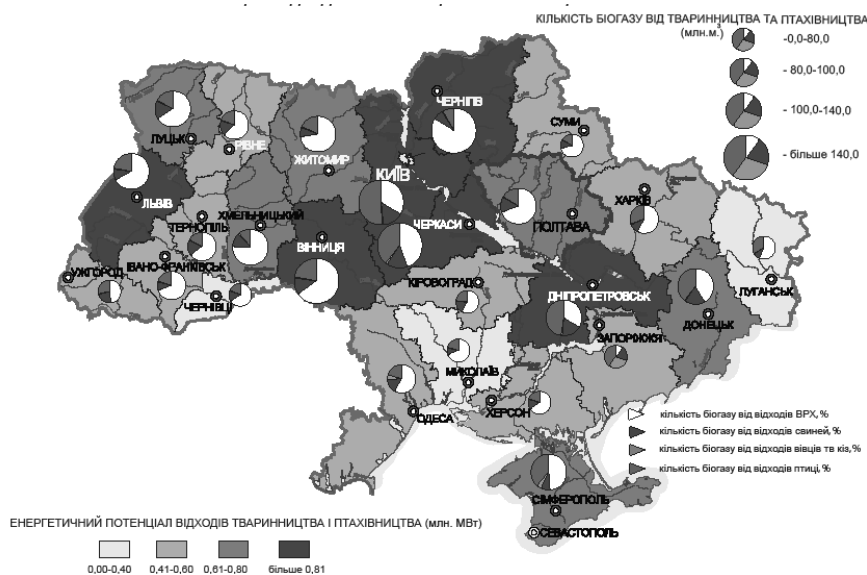 КІЛЬКІСТЬ БІОГАЗУ ВІД ТВАРИННИЦТВА ТА ПТАХІВНИЦТВА
(млн.м.³)
-0,0-80,0
- 80,0-100,0
- 100,0-140,0
- більше 140,0
ЧЕРНІГІВ
СУМИ
ЛУЦЬК
РІВНЕ
ЖИТОМИР
КИЇВ
ХАРКІВ
ЛЬВІВ
ТЕРНОПІЛЬ
ХМЕЛЬНИЦЬКИЙ
ЧЕРКАСИ
ПОЛТАВА
ВІННИЦЯ
УЖГОРОД
ІВАНО-ФРАНКІВСЬК
ЧЕРНІВЦІ
КІРОВОГРАД
ДНІПРОПЕТРОВСЬК
ЛУГАНСЬК
ДОНЕЦЬК
ЗАПОРІЖЖЯ
МИКОЛАЇВ
ОДЕСА
ХЕРСОН
кількість біогазу від відходів ВРХ,%
кількість біогазу від відходів свиней,%
кількість біогазу від відходів вівців тв кіз,%
кількість біогазу від відходів птиці,%
СІМФЕРОПОЛЬ
СЕВАСТОПОЛЬ
ЕНЕРГЕТИЧНИЙ ПОТЕНЦІАЛ ВІДХОДІВ ТВАРИННИЦТВА І ПТАХІВНИЦТВА (млн. МВт)
0,00-0,40 0,41-0,60 0,61-0,80 більше 0,81